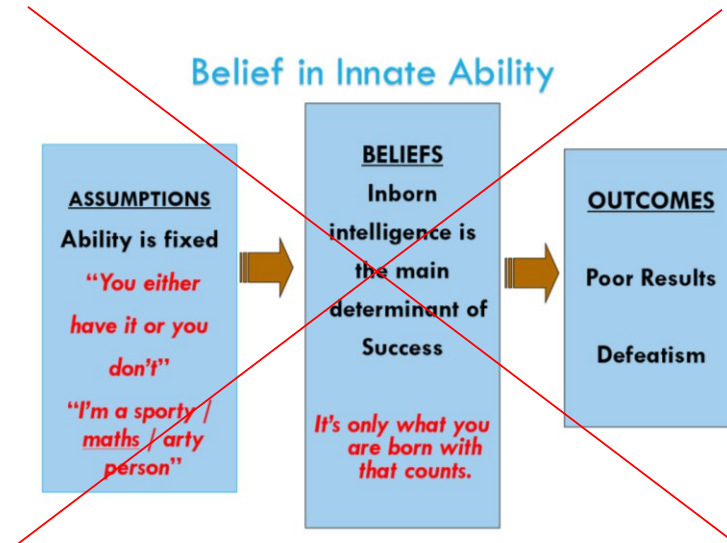 Belief in Innate Ability
ASSUMPTIONS
Ability is fixed
“You either
have it or you
don’t”
“I’m a sporty /
maths / arty
person”
BELIEFS
Inborn
intelligence is
the main
determinant of
Success
It’s only what you
are born with
that counts.
OUTCOMES
Poor Results
Defeatism